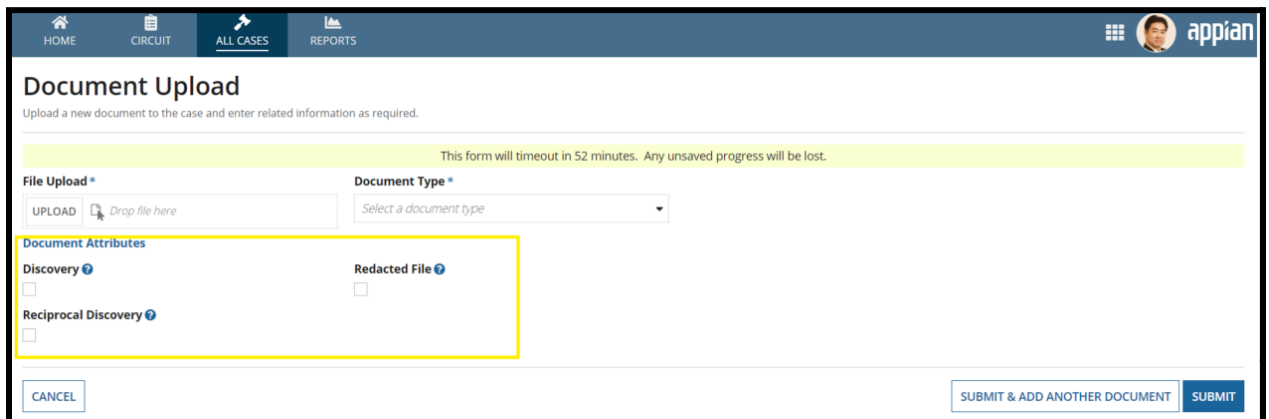 HOME CIRCUIT ALL CASES REPORTS appian
Document Upload
Upload a new document to the case and enter related information as required.
This form will timeout in 52 minutes. Any unsaved progress will be lost.
File Upload * Document Type *
UPLOAD Drop file here Select a document type
Document Attributes
Discovery ? Redacted File ?
Reciprocal Discovery ?
CANCEL SUBMIT & ADD ANOTHER DOCUMENT SUBMIT